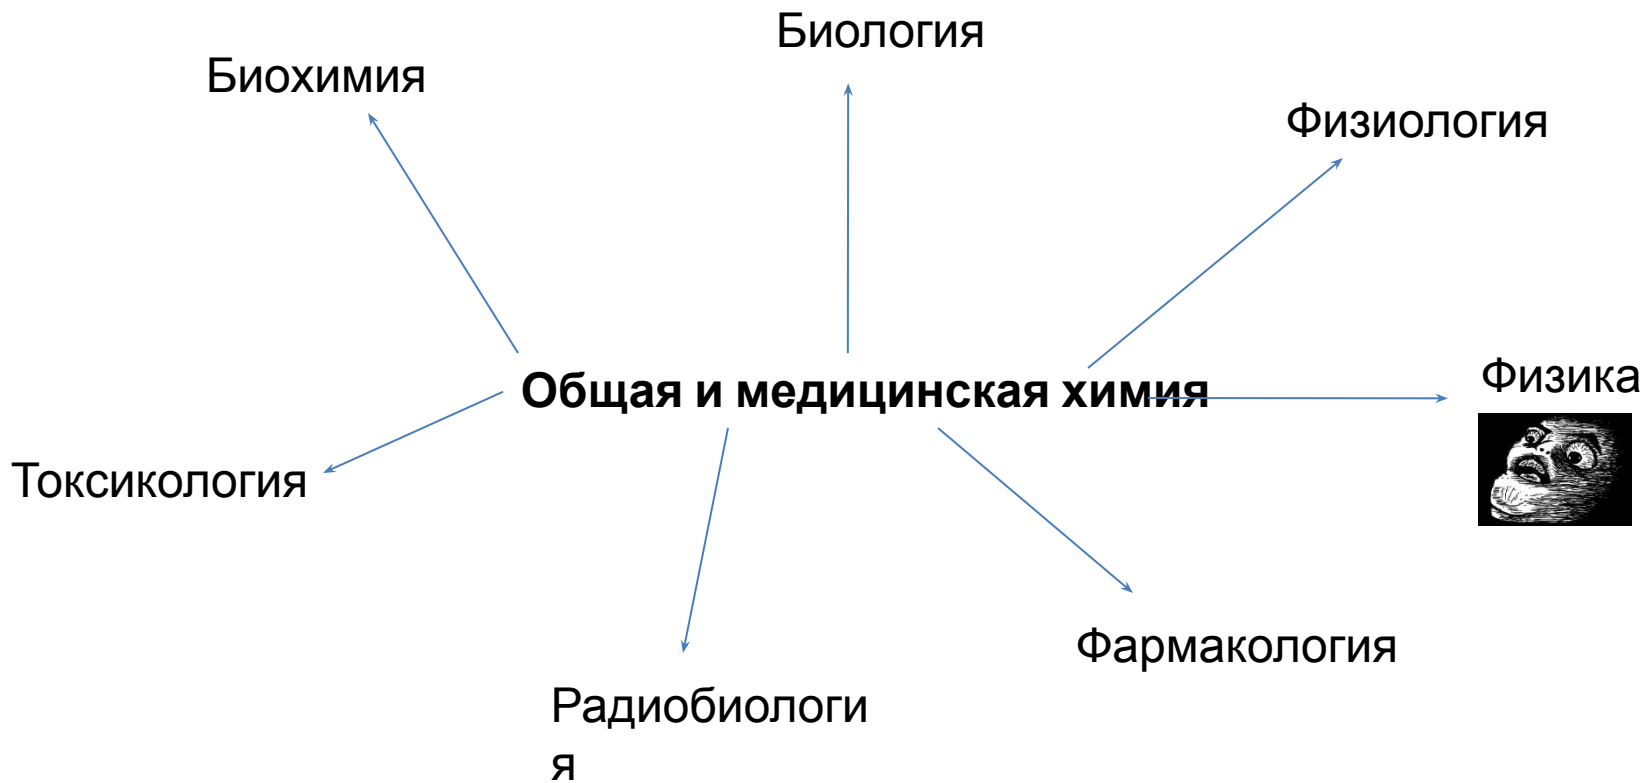 Биология
Биохимия
Физиология
Общая и медицинская химия
Физика
Токсикология
Фармакология
Радиобиологи
я